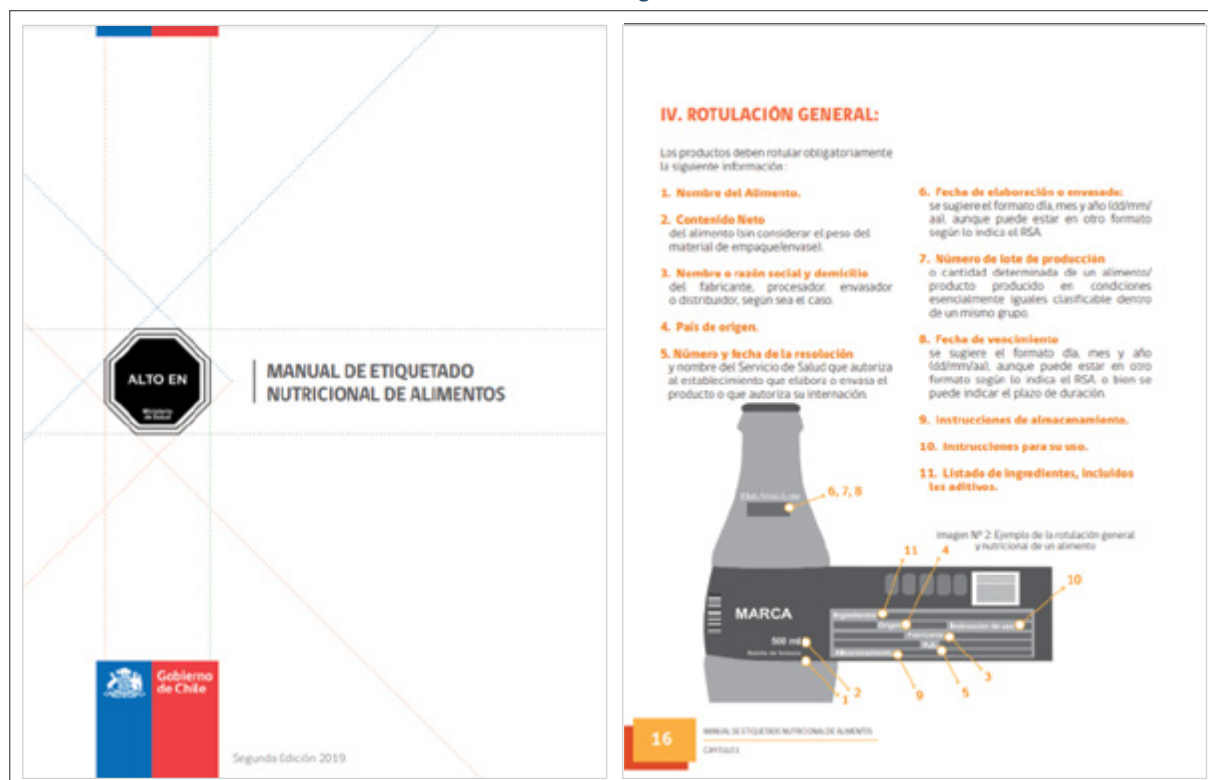 ALTO EN
Ministerio
de Salud
MANUAL DE ETIQUETADO
NUTRICIONAL DE ALIMENTOS
Gobierno
de Chile
Segunda Edición 2019
IV. ROTULACIÓN GENERAL:
Los productos deben rotular obligatoriamente
la siguiente información :
1. Nombre del Alimento.
2. Contenido Neto
del alimento (sin considerar el peso del
material de empaque/envase).
3. Nombre o razón social y domicilio
del fabricante, procesador, envasador
o distribuidor, según sea el caso.
4. País de origen.
5. Número y fecha de la resolución
y nombre del Servicio de Salud que autoriza
al establecimiento que elabora o envasa el
producto o que autoriza su internación.
6. Fecha de elaboración o envasado:
se sugiere el formato día, mes y año (dd/mm/
aa), aunque puede estar en otro formato
según lo indica el RSA.
7. Número de lote de producción
o cantidad determinada de un alimento/
producto producido en condiciones
esencialmente iguales clasificable dentro
de un mismo grupo.
8. Fecha de vencimiento
se sugiere el formato día, mes y año
(dd/mm/aa), aunque puede estar en otro
formato según lo indica el RSA, o bien se
puede indicar el plazo de duración.
9. Instrucciones de almacenamiento.
10. Instrucciones para su uso.
11. Listado de ingredientes, incluidos
los aditivos.
Imagen Nº 2: Ejemplo de la rotulación general
y nutricional de un alimento
6, 7, 8
11
4
10
MARCA
500 ml
Ingredientes
Origen
Instrucción de uso
Fabricante
Almacenamiento
3
2
9
5
1
16
MANUAL DE ETIQUETADO NUTRICIONAL DE ALIMENTOS